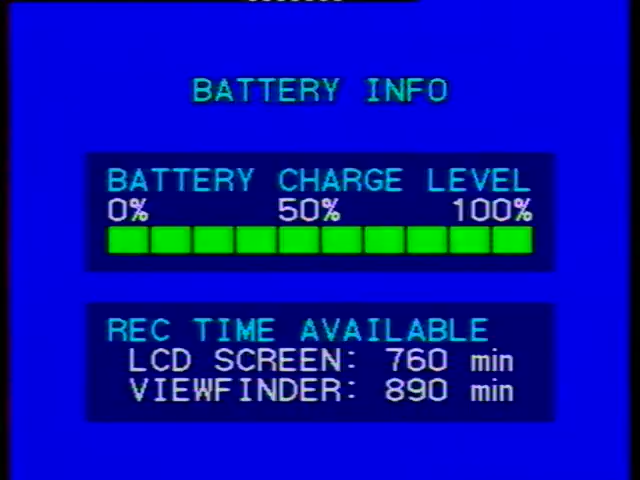 BATTERY INFO
BATTERY CHARGE LEVEL
0% 50% 100%
REC TIME AVAILABLE
LCD SCREEN: 760 min
VIEWFINDER: 890 min